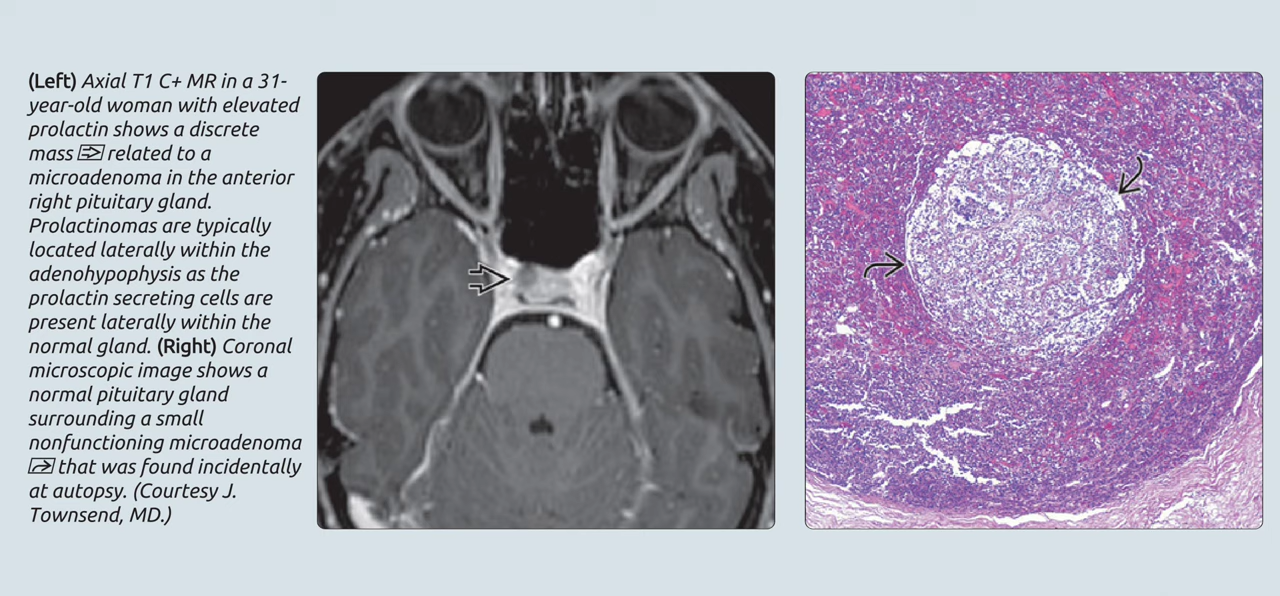 (Left) Axial T1 C+ MR in a 31-
year-old woman with elevated
prolactin shows a discrete
mass related to a
microadenoma in the anterior
right pituitary gland.
Prolactinomas are typically
located laterally within the
adenohypophysis as the
prolactin secreting cells are
present laterally within the
normal gland. (Right) Coronal
microscopic image shows a
normal pituitary gland
surrounding a small
nonfunctioning microadenoma
that was found incidentally
at autopsy. (Courtesy J.
Townsend, MD.)